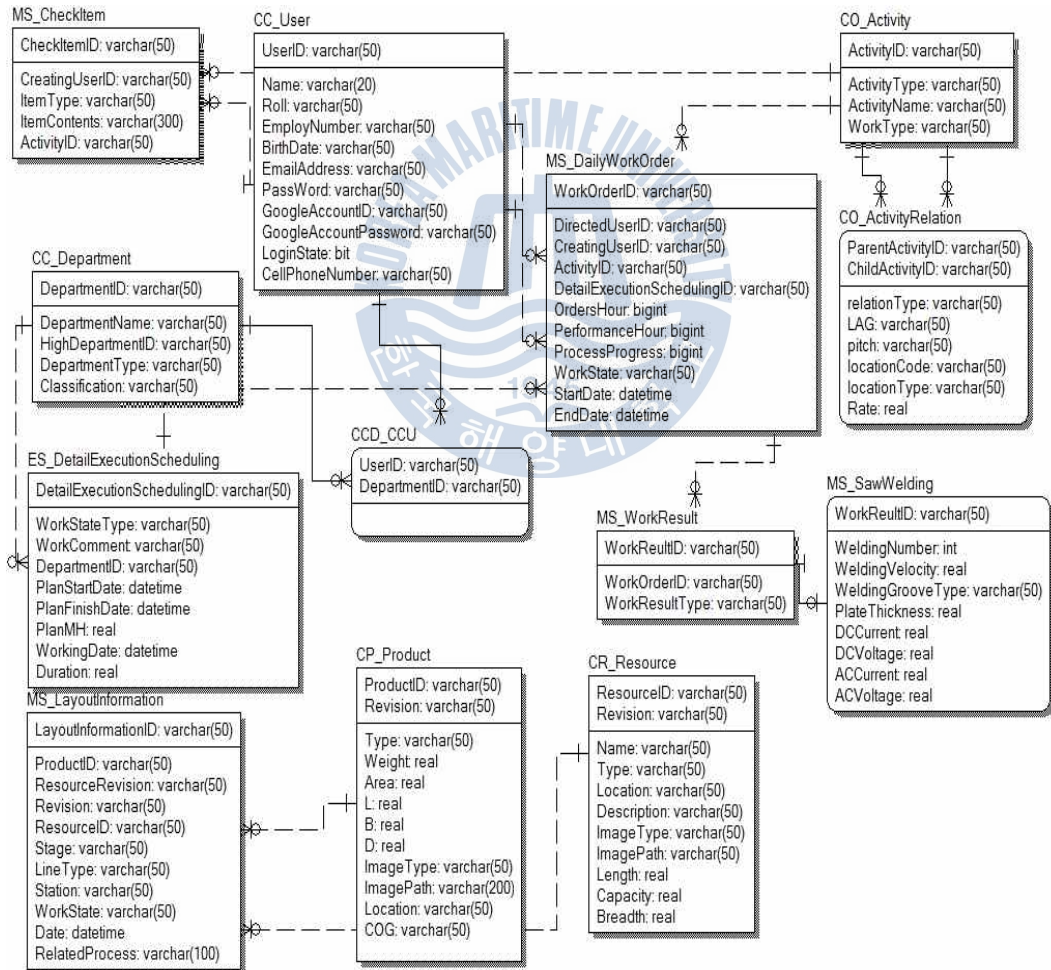 MS_CheckItem
CheckItemID: varchar(50)
CreatingUserID: varchar(50)
ItemType: varchar(50)
ItemContents: varchar(300)
ActivityID: varchar(50)
CC_User
UserID: varchar(50)
Name: varchar(20)
Roll: varchar(50)
EmployNumber: varchar(50)
BirthDate: varchar(50)
EmailAddress: varchar(50)
PassWord: varchar(50)
GoogleAccountID: varchar(50)
GoogleAccountPassword: varchar(50)
LoginState: bit
CellPhoneNumber: varchar(50)
CO_Activity
ActivityID: varchar(50)
ActivityType: varchar(50)
ActivityName: varchar(50)
WorkType: varchar(50)
MS_DailyWorkOrder
WorkOrderID: varchar(50)
DirectedUserID: varchar(50)
CreatingUserID: varchar(50)
ActivityID: varchar(50)
DetailExecutionSchedulingID: varchar(50)
OrdersHour: bigint
PerformanceHour: bigint
ProcessProgress: bigint
WorkState: varchar(50)
StartDate: datetime
EndDate: datetime
CO_ActivityRelation
ParentActivityID: varchar(50)
ChildActivityID: varchar(50)
relationType: varchar(50)
LAG: varchar(50)
pitch: varchar(50)
locationCode: varchar(50)
locationType: varchar(50)
Rate: real
CC_Department
DepartmentID: varchar(50)
DepartmentName: varchar(50)
HighDepartmentID: varchar(50)
DepartmentType: varchar(50)
Classification: varchar(50)
CCD_CCU
UserID: varchar(50)
DepartmentID: varchar(50)
ES_DetailExecutionScheduling
DetailExecutionSchedulingID: varchar(50)
WorkStateType: varchar(50)
WorkComment: varchar(50)
DepartmentID: varchar(50)
PlanStartDate: datetime
PlanFinishDate: datetime
PlanMH: real
WorkingDate: datetime
Duration: real
MS_WorkResult
WorkReultID: varchar(50)
WorkOrderID: varchar(50)
WorkResultType: varchar(50)
MS_SawWelding
WorkReultID: varchar(50)
WeldingNumber: int
WeldingVelocity: real
WeldingGrooveType: varchar(50)
PlateThickness: real
DCCurrent: real
DCVoltage: real
ACCurrent: real
ACVoltage: real
MS_LayoutInformation
LayoutInformationID: varchar(50)
ProductID: varchar(50)
ResourceRevision: varchar(50)
Revision: varchar(50)
ResourceID: varchar(50)
Stage: varchar(50)
LineType: varchar(50)
Station: varchar(50)
WorkState: varchar(50)
Date: datetime
RelatedProcess: varchar(100)
CP_Product
ProductID: varchar(50)
Revision: varchar(50)
Type: varchar(50)
Weight: real
Area: real
L: real
B: real
D: real
ImageType: varchar(50)
ImagePath: varchar(200)
Location: varchar(50)
COG: varchar(50)
CR_Resource
ResourceID: varchar(50)
Revision: varchar(50)
Name: varchar(50)
Type: varchar(50)
Location: varchar(50)
Description: varchar(50)
ImageType: varchar(50)
ImagePath: varchar(50)
Length: real
Capacity: real
Breadth: real
KOREA MARITIME UNIVERSITY
1945
한국해양대학교